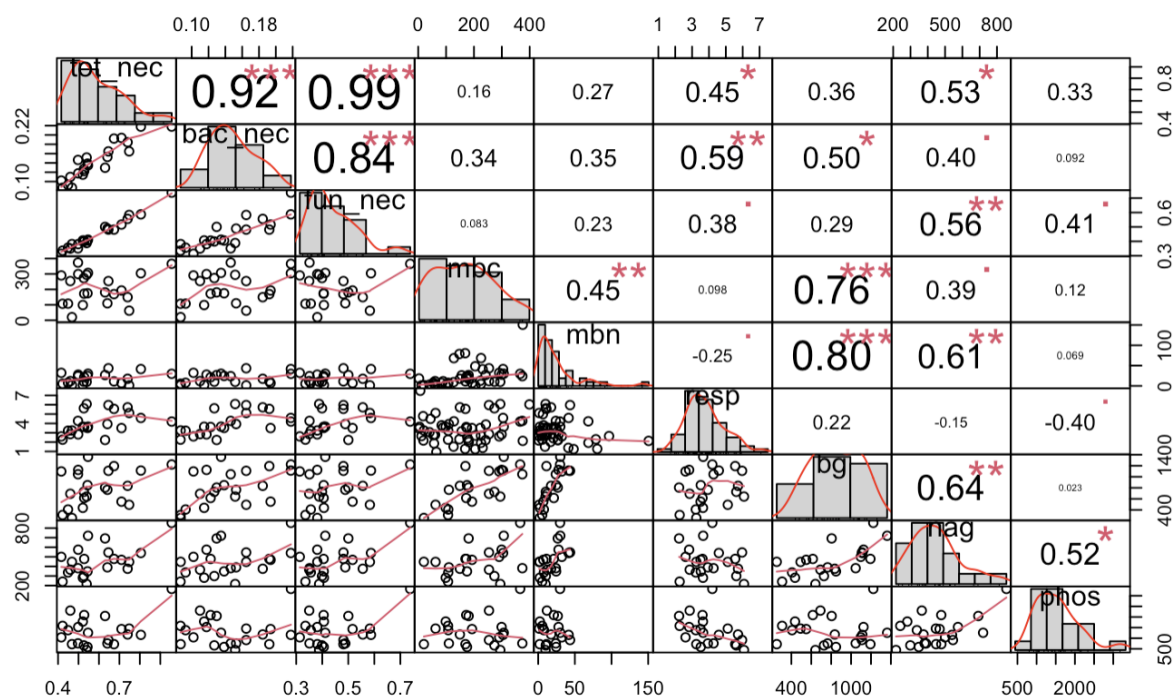 0.10 0.18 0 200 400 1 3 5 7 200 500 800
tot_nec 0.92 *** 0.99 *** 0.16 0.27 0.45 * 0.36 0.53 * 0.33 0.4 0.8
0.10 0.22 bac_nec 0.84 *** 0.34 0.35 0.59 ** 0.50 * 0.40 . 0.092
fun_nec 0.083 0.23 0.38 . 0.29 0.56 ** 0.41 . 0.3 0.6
0 300 mbc 0.45 ** 0.098 0.76 *** 0.39 . 0.12
mbn -0.25 . 0.80 *** 0.61 ** 0.069 0 100
1 4 7 resp 0.22 -0.15 -0.40 .
bg 0.64 ** 0.023 400 1400
200 800 nag 0.52 *
phos 500
0.4 0.7 0.3 0.5 0.7 0 50 150 400 1000 500 2000